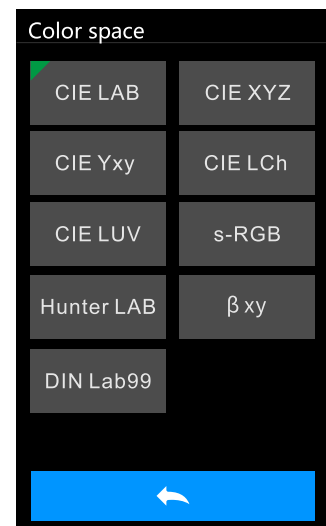 Color space
CIE LAB
CIE XYZ
CIE Yxy
CIE LCh
CIE LUV
s-RGB
Hunter LAB
β xy
DIN Lab99